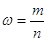 ω = m/n